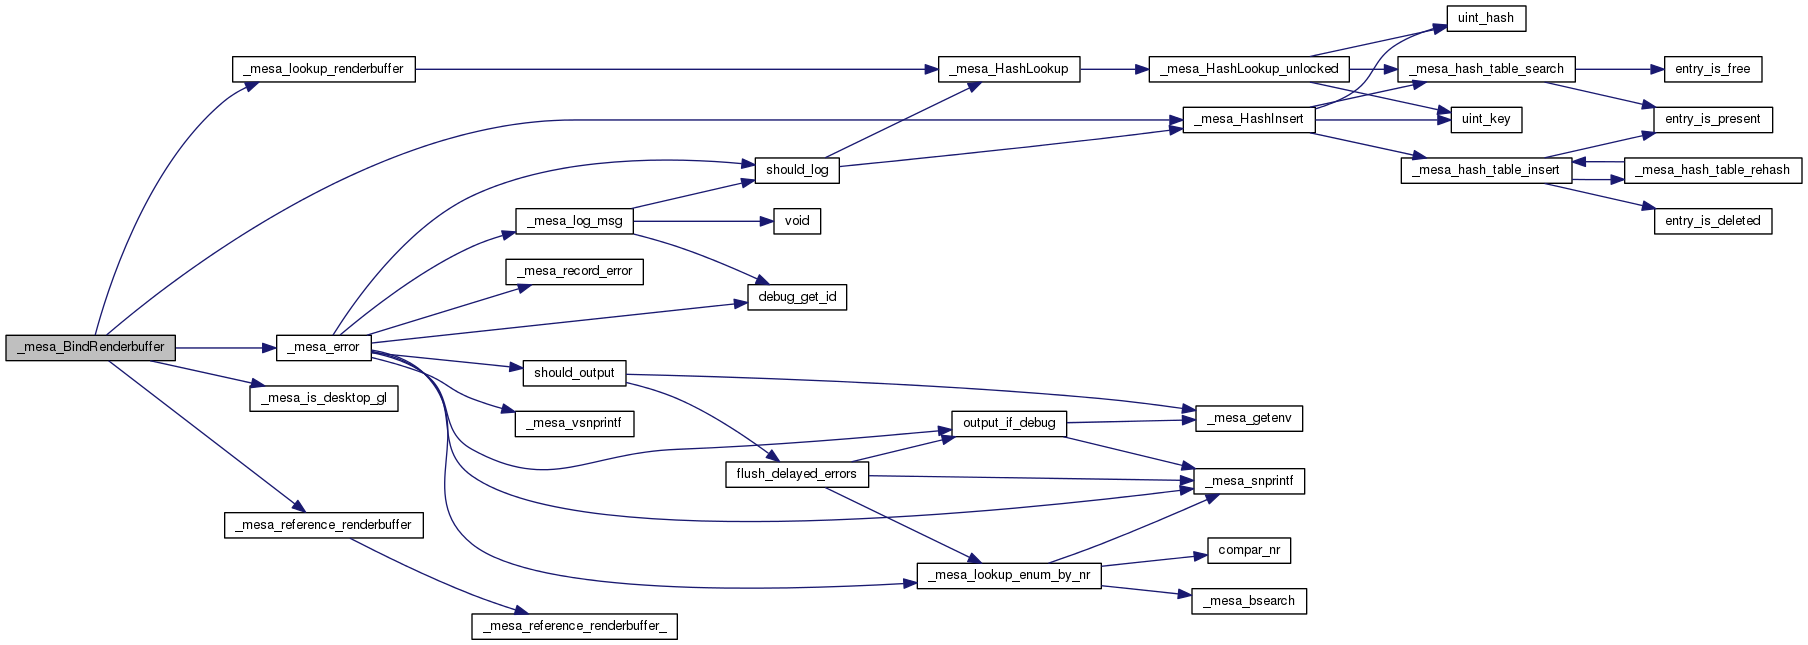 uint_hash
_mesa_lookup_renderbuffer
_mesa_HashLookup
_mesa_HashLookup_unlocked
_mesa_hash_table_search
entry_is_free
_mesa_HashInsert
uint_key
entry_is_present
should_log
_mesa_hash_table_insert
_mesa_hash_table_rehash
_mesa_log_msg
void
entry_is_deleted
_mesa_record_error
debug_get_id
_mesa_BindRenderbuffer
_mesa_error
should_output
_mesa_is_desktop_gl
_mesa_vsnprintf
output_if_debug
_mesa_getenv
flush_delayed_errors
_mesa_snprintf
_mesa_reference_renderbuffer
compar_nr
_mesa_lookup_enum_by_nr
_mesa_bsearch
_mesa_reference_renderbuffer_